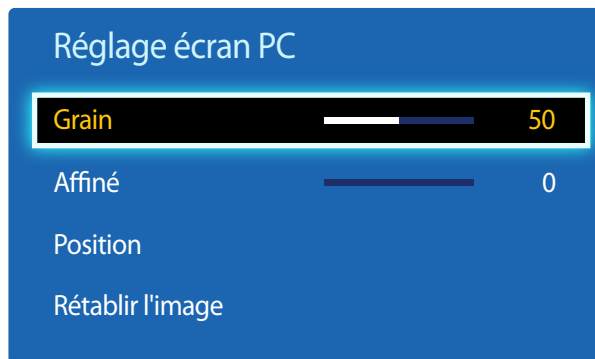 Réglage écran PC
Grain 50
Affiné 0
Position
Rétablir l'image